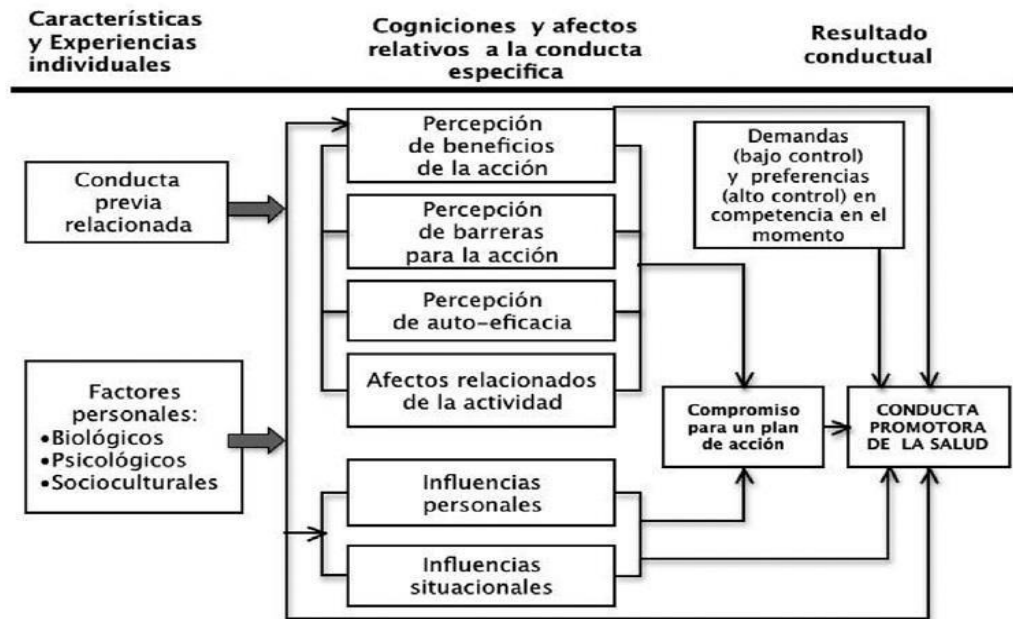 Características
y Experiencias
individuales
Cogniciones y afectos
relativos a la conducta
especifica
Resultado
conductual
Conducta
previa
relacionada
Factores
personales:
•Biológicos
•Psicológicos
•Socioculturales
Percepción
de beneficios
de la acción
Percepción
de barreras
para la acción
Percepción
de auto-eficacia
Afectos relacionados
de la actividad
Influencias
personales
Influencias
situacionales
Demandas
(bajo control)
y preferencias
(alto control) en
competencia en el
momento
Compromiso
para un plan
de acción
CONDUCTA
PROMOTORA
DE LA SALUD